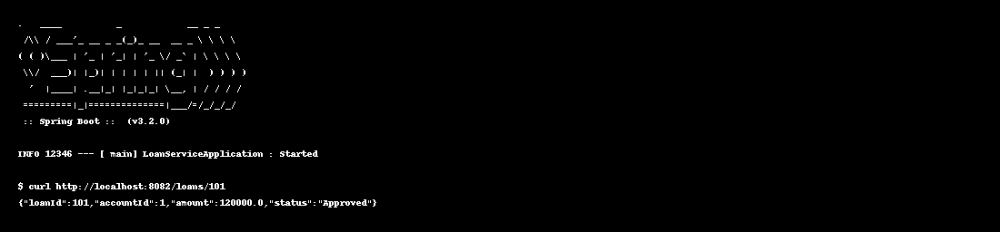 .   ____          _            __ _ _
 /\\ / ___'_ __ _ _(_)_ __  __ _ \ \ \ \
( ( )\___ | '_ | '_| | '_ \/ _` | \ \ \ \
 \\/  ___)| |_)| | | | | || (_| |  ) ) ) )
  '  |____| .__|_| |_|_|_| \__, | / / / /
 =========|_|==============|___/=/_/_/_/
 :: Spring Boot ::  (v3.2.0)
INFO 12346 --- [ main] LoanServiceApplication : Started
$ curl http://localhost:8082/loans/101
{"loanId":101,"accountId":1,"amount":120000.0,"status":"Approved"}